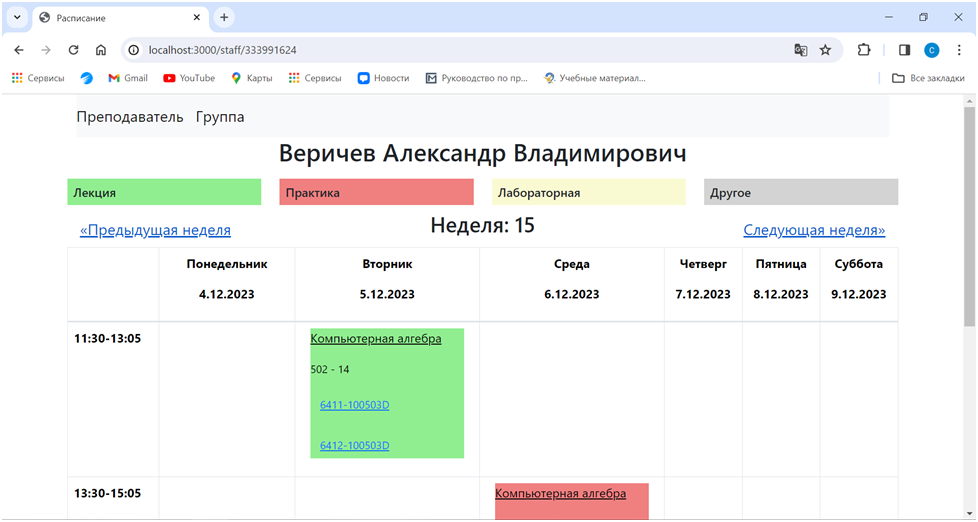 Расписание
localhost:3000/staff/333991624
C
Сервисы
Gmail
YouTube
Карты
Сервисы
Новости
Руководство по пр...
Учебные материал...
Все закладки
Преподаватель Группа
Веричев Александр Владимирович
Лекция
Практика
Лабораторная
Другое
«Предыдущая неделя
Неделя: 15
Следующая неделя»
Понедельник Вторник Среда Четверг Пятница Суббота
4.12.2023 5.12.2023 6.12.2023 7.12.2023 8.12.2023 9.12.2023
11:30-13:05
Компьютерная алгебра
502 - 14
6411-100503D
6412-100503D
13:30-15:05
Компьютерная алгебра